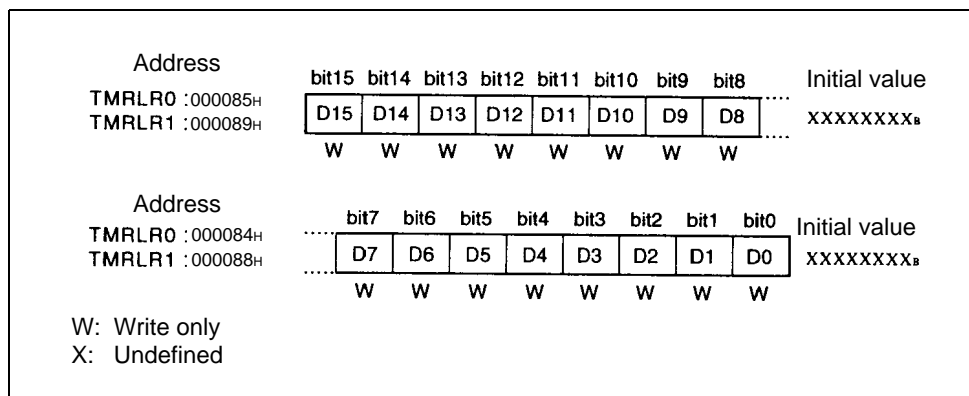 Address
bit15 bit14 bit13 bit12 bit11 bit10 bit9 bit8 Initial value
TMRLR0 :000085H
TMRLR1 :000089H
D15 D14 D13 D12 D11 D10 D9 D8 XXXXXXXXB
W W W W W W W W
Address
bit7 bit6 bit5 bit4 bit3 bit2 bit1 bit0 Initial value
TMRLR0 :000084H
TMRLR1 :000088H
D7 D6 D5 D4 D3 D2 D1 D0 XXXXXXXXB
W W W W W W W W
W: Write only
X: Undefined